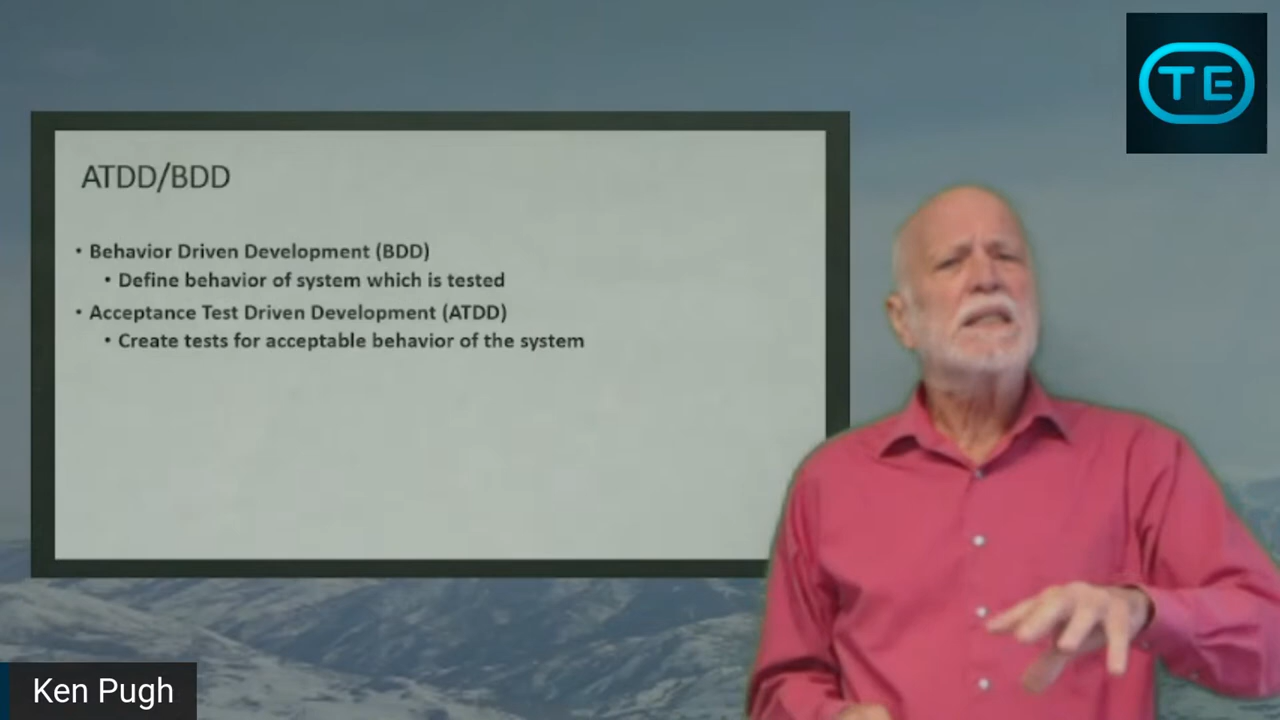 TE
ATDD/BDD
• Behavior Driven Development (BDD)
• Define behavior of system which is tested
• Acceptance Test Driven Development (ATDD)
• Create tests for acceptable behavior of the system
Ken Pugh